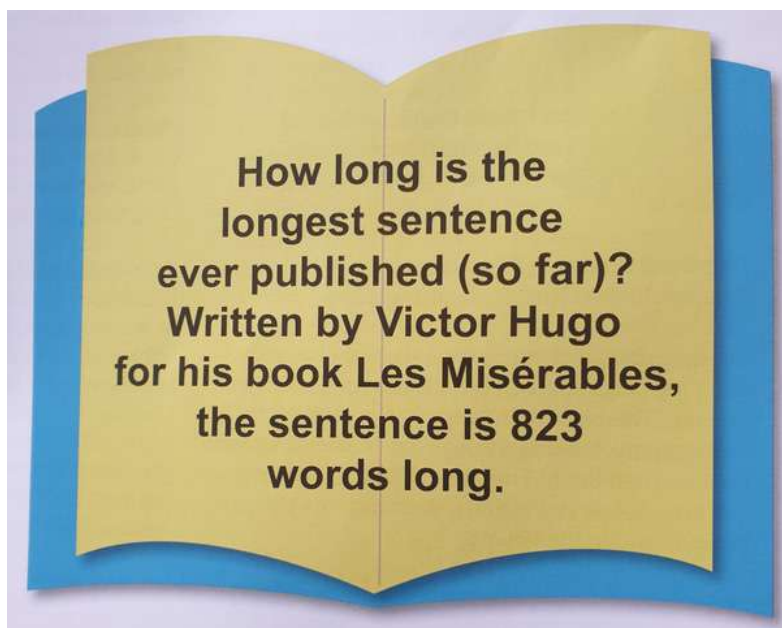 How long is the
longest sentence
ever published (so far)?
Written by Victor Hugo
for his book Les Misérables,
the sentence is 823
words long.